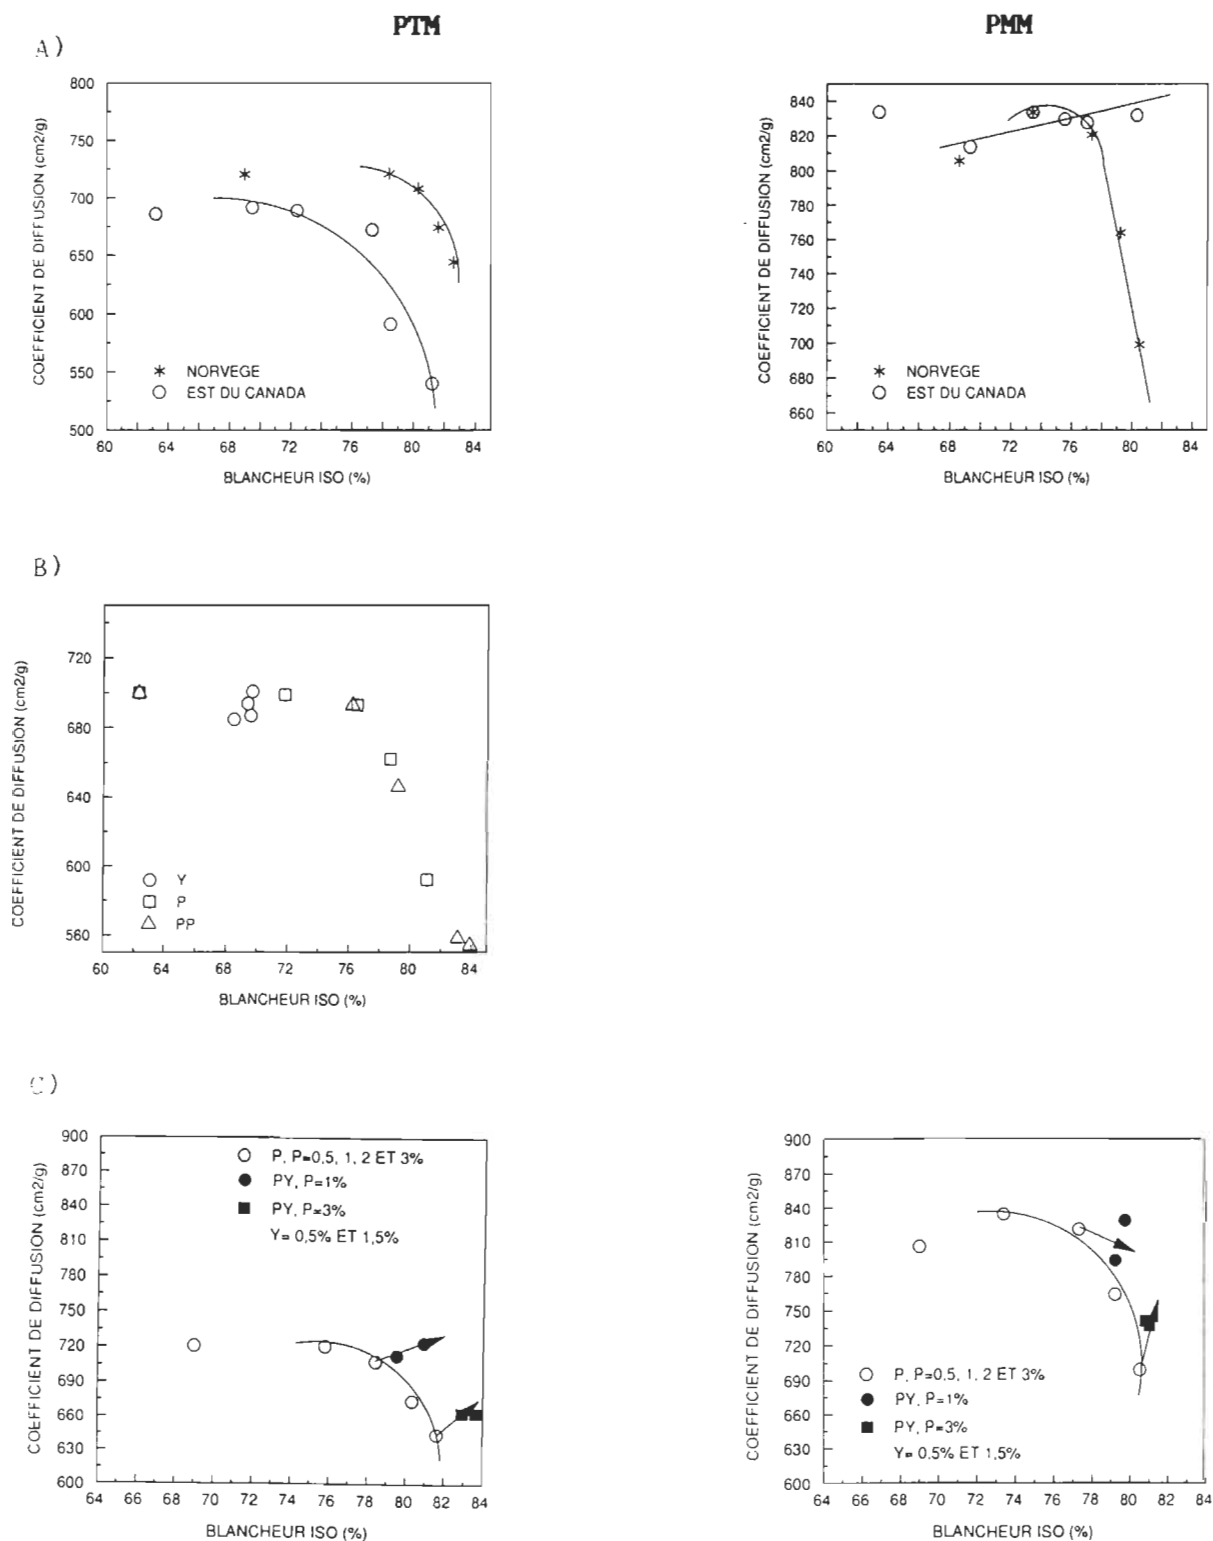 PTM
PMM
A)
COEFFICIENT DE DIFFUSION (cm2/g)
800
750
700
650
600
550
500
NORVEGE
EST DU CANADA
60 64 68 72 76 80 84
BLANCHEUR ISO (%)
COEFFICIENT DE DIFFUSION (cm2/g)
840
820
800
780
760
740
720
700
680
660
NORVEGE
EST DU CANADA
60 64 68 72 76 80 84
BLANCHEUR ISO (%)
B)
COEFFICIENT DE DIFFUSION (cm2/g)
720
680
640
600
560
Y
P
PP
60 64 68 72 76 80 84
BLANCHEUR ISO (%)
C)
COEFFICIENT DE DIFFUSION (cm2/g)
900
870
840
810
780
750
720
690
660
630
600
P, P=0,5, 1, 2 ET 3%
PY, P=1%
PY, P=3%
Y= 0,5% ET 1,5%
64 66 68 70 72 74 76 78 80 82 84
BLANCHEUR ISO (%)
COEFFICIENT DE DIFFUSION (cm2/g)
900
870
840
810
780
750
720
690
660
630
600
P, P=0,5, 1, 2 ET 3%
PY, P=1%
PY, P=3%
Y= 0,5% ET 1,5%
64 66 68 70 72 74 76 78 80 82 84
BLANCHEUR ISO (%)